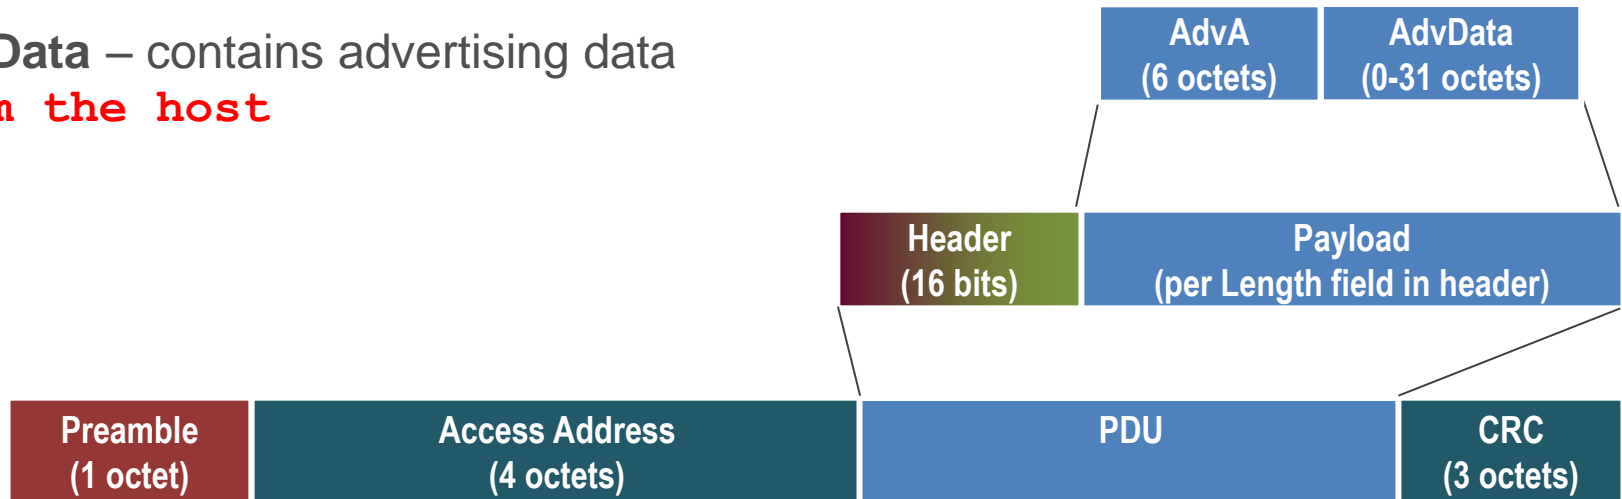 Data – contains advertising data
the host
AdvA
(6 octets)
AdvData
(0-31 octets)
Header
(16 bits)
Payload
(per Length field in header)
Preamble
(1 octet)
Access Address
(4 octets)
PDU
CRC
(3 octets)